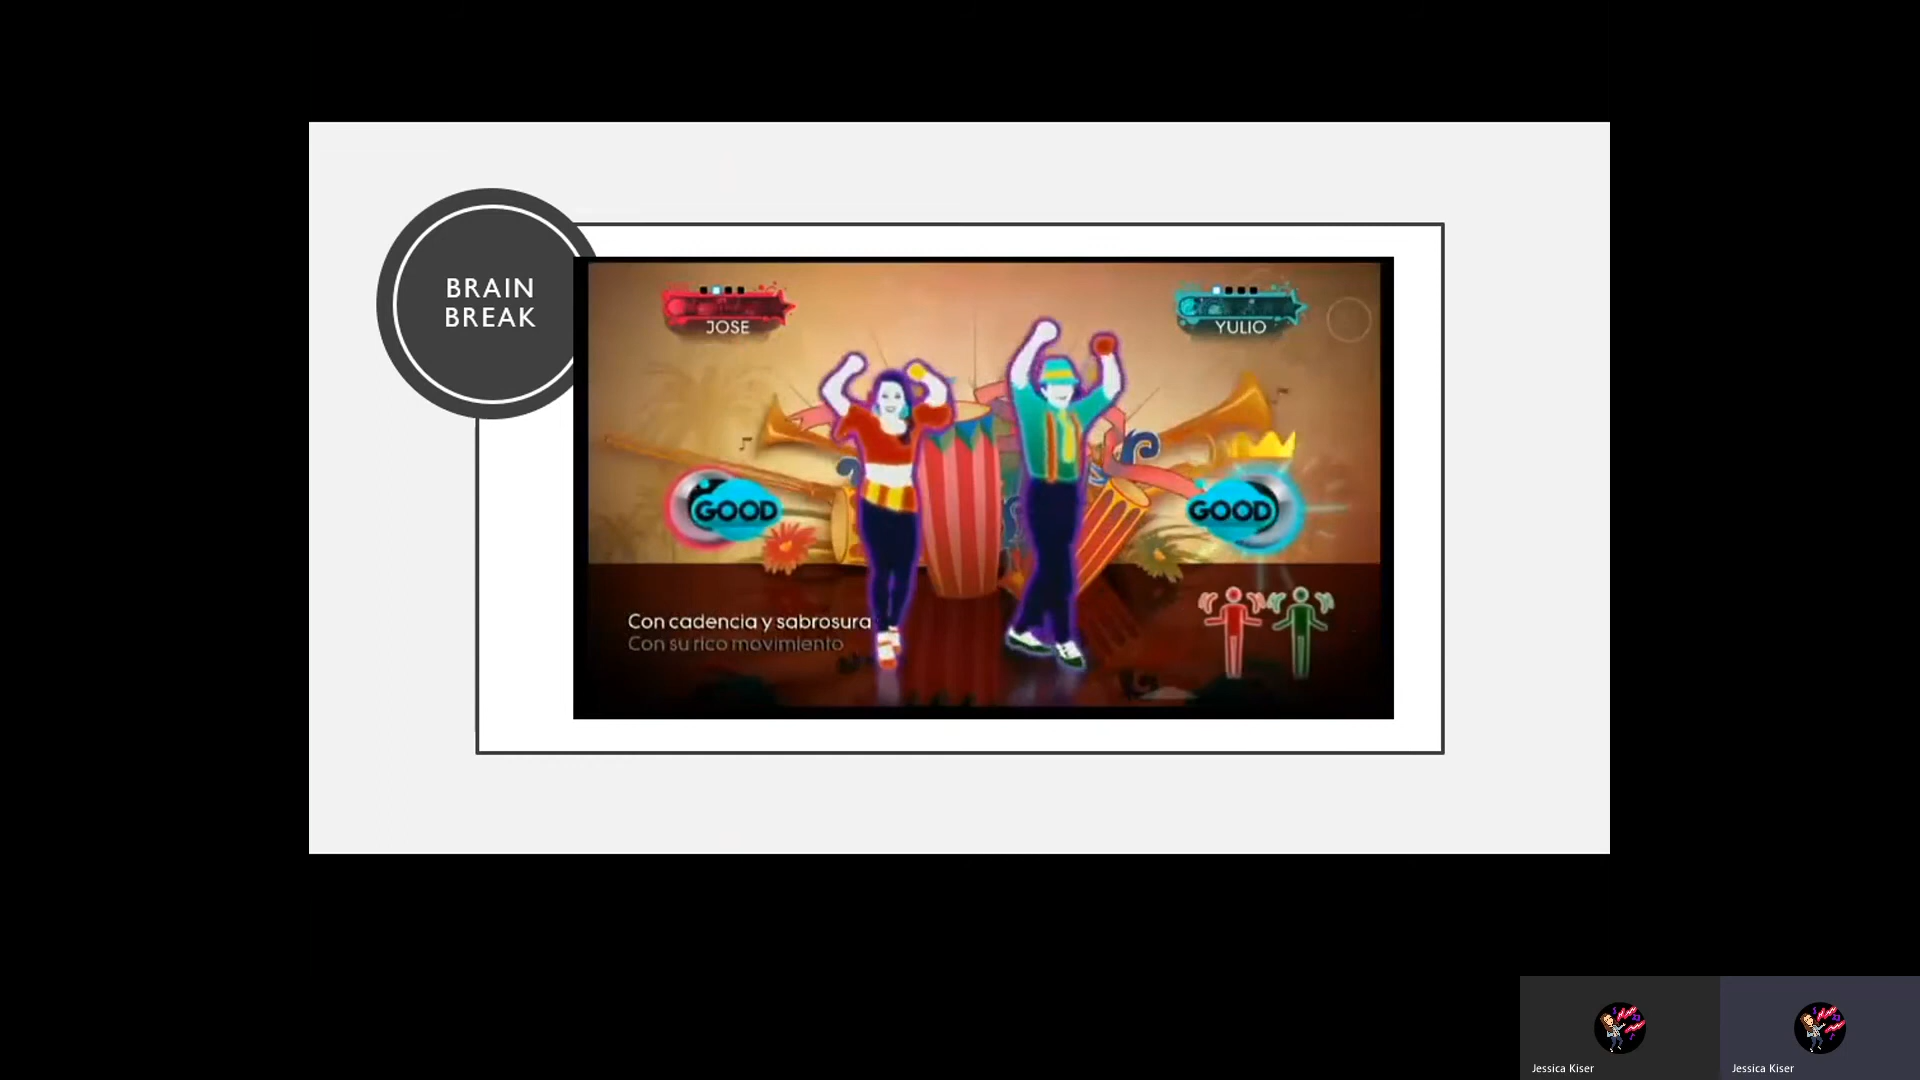 BRAIN
BREAK
JOSE
YULIO
GOOD
GOOD
Con cadencia y sabrosura
Con su rico movimiento
Jessica Kiser
Jessica Kiser